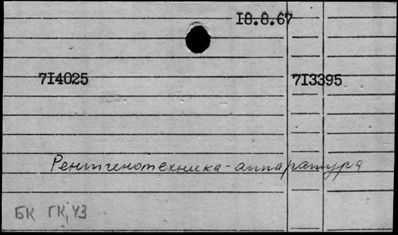 18.8.67
714025 713395
Рентгенотехника-аппаратура
БК ГК, УЗ